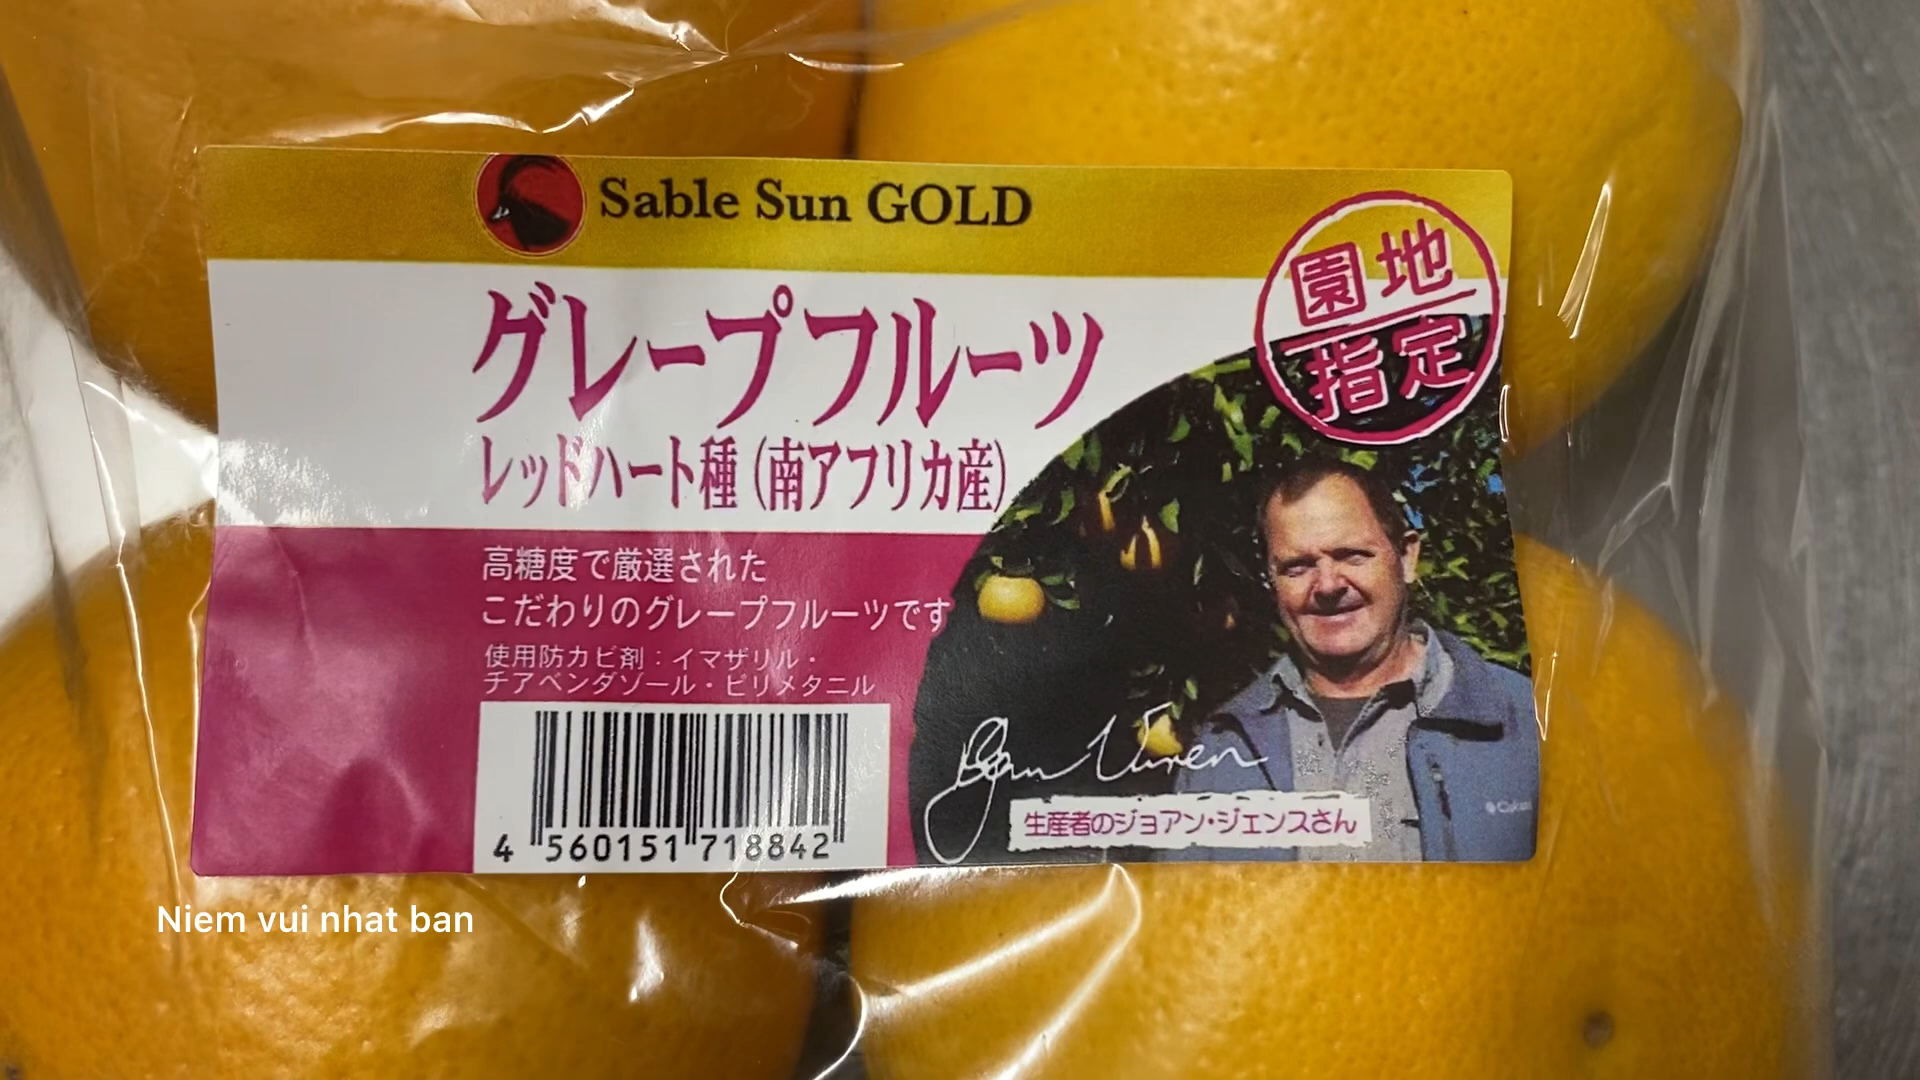 Sable Sun GOLD
園地
指定
グレープフルーツ
レッドハート種 (南アフリカ産)
高糖度で厳選された
こだわりのグレープフルーツです
使用防カビ剤：イマザリル・
チアベンダゾール・ピリメタニル
4 560151 718842
生産者のジョアン・ジェンスさん
Niem vui nhat ban